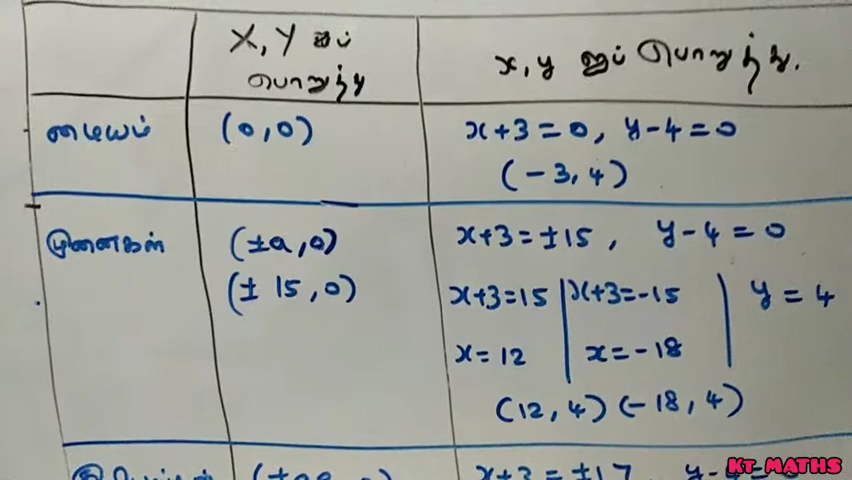 X, Y ஐப் பொறுத்து
x, y ஐப் பொறுத்து.
மையம்
(0,0)
x+3=0, y-4=0
(-3,4)
முனைகள்
(±a,0)
(± 15,0)
x+3=±15, y-4=0
x+3=15 | x+3=-15 | y=4
x=12 | x=-18
(12,4) (-18,4)
x+3=±17
KT MATHS